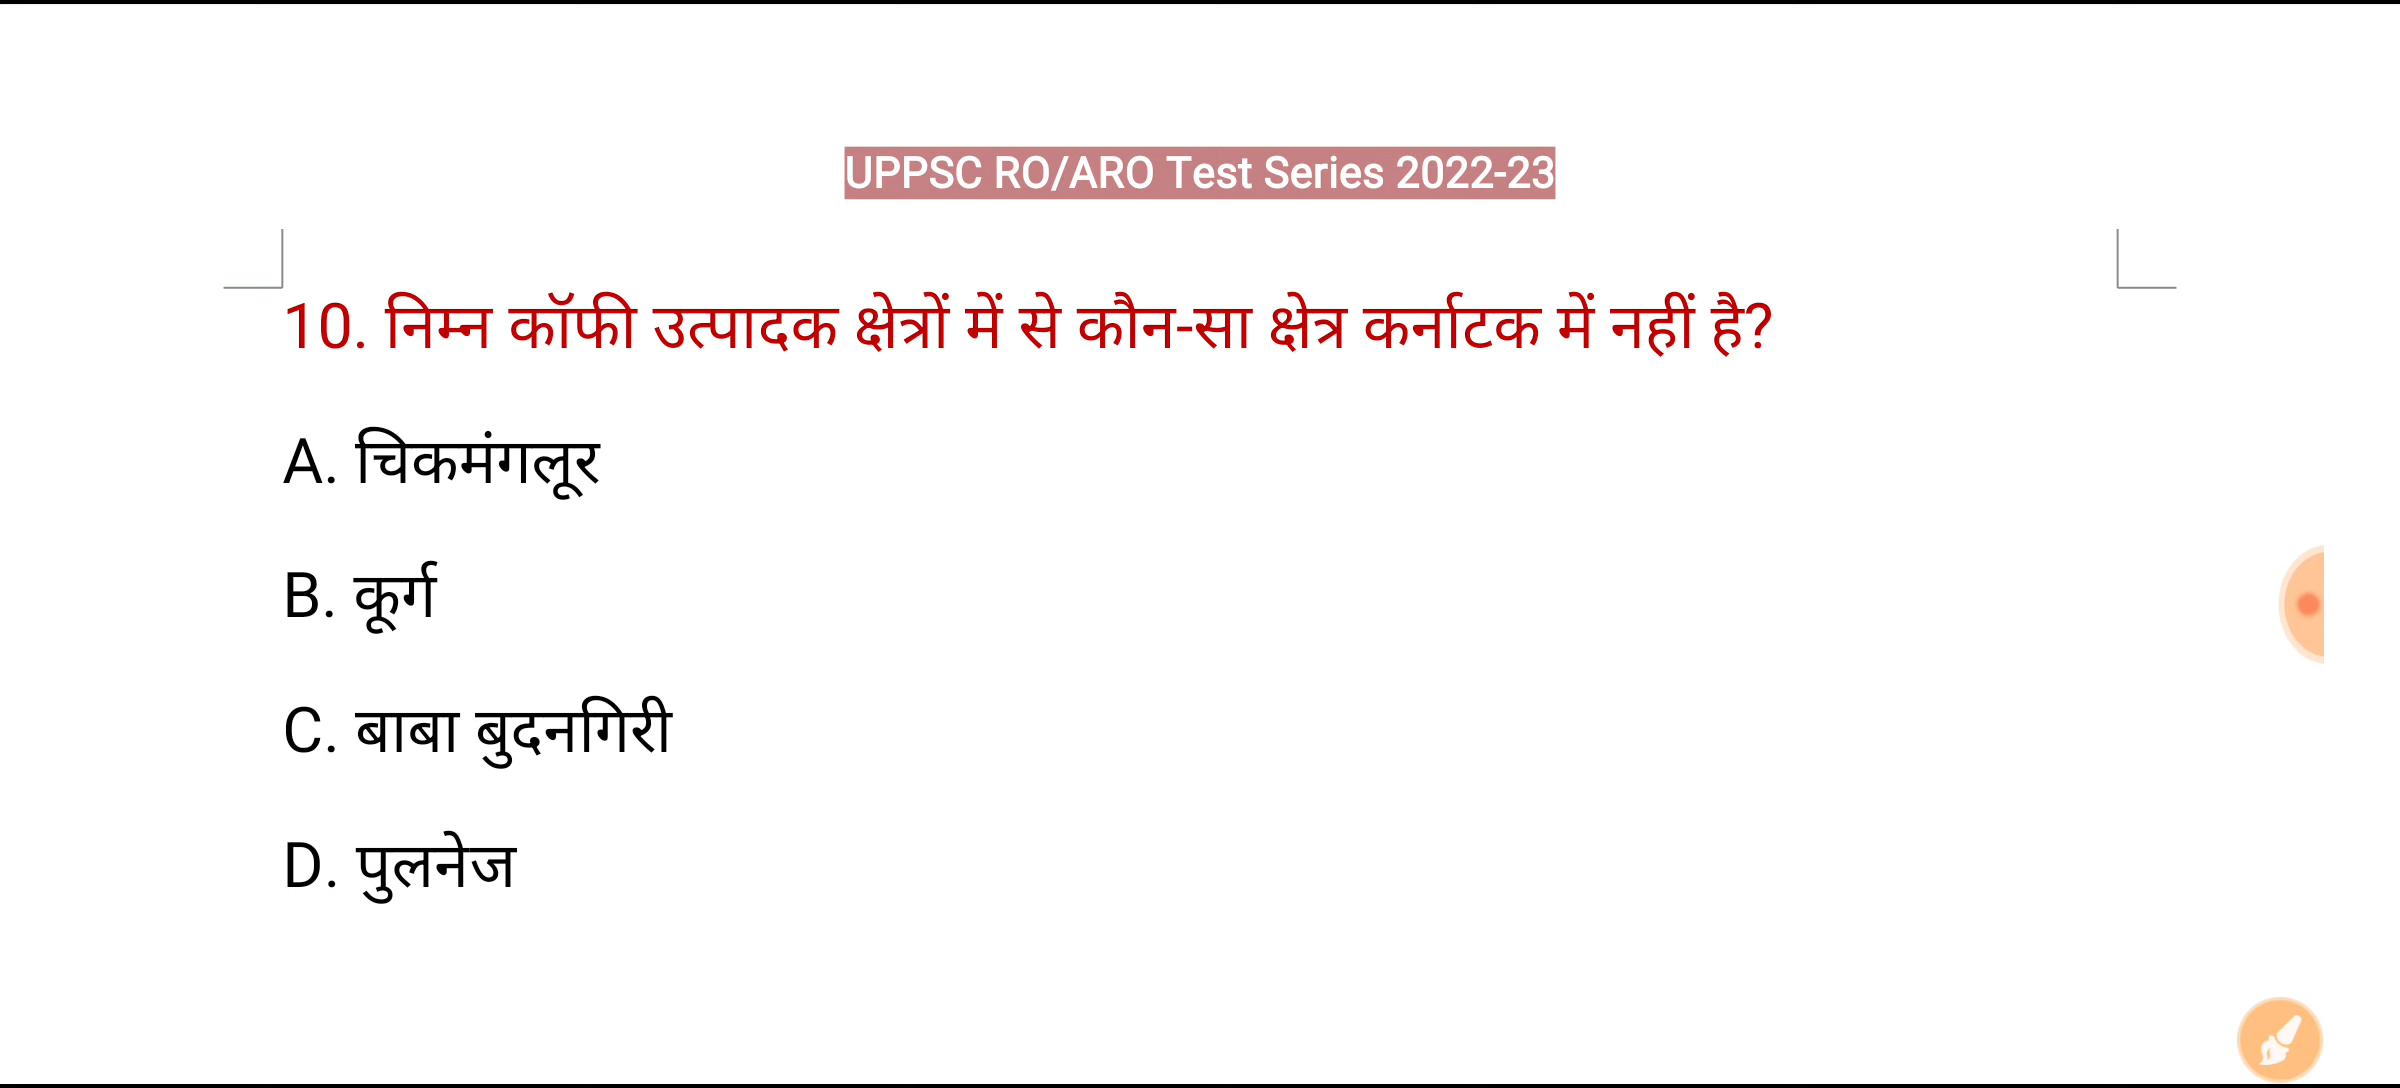 UPPSC RO/ARO Test Series 2022-23
10. निम्न कॉफी उत्पादक क्षेत्रों में से कौन-सा क्षेत्र कर्नाटक में नहीं है?
A. चिकमंगलूर
B. कूर्ग
C. बाबा बुदनगिरी
D. पुलनेज